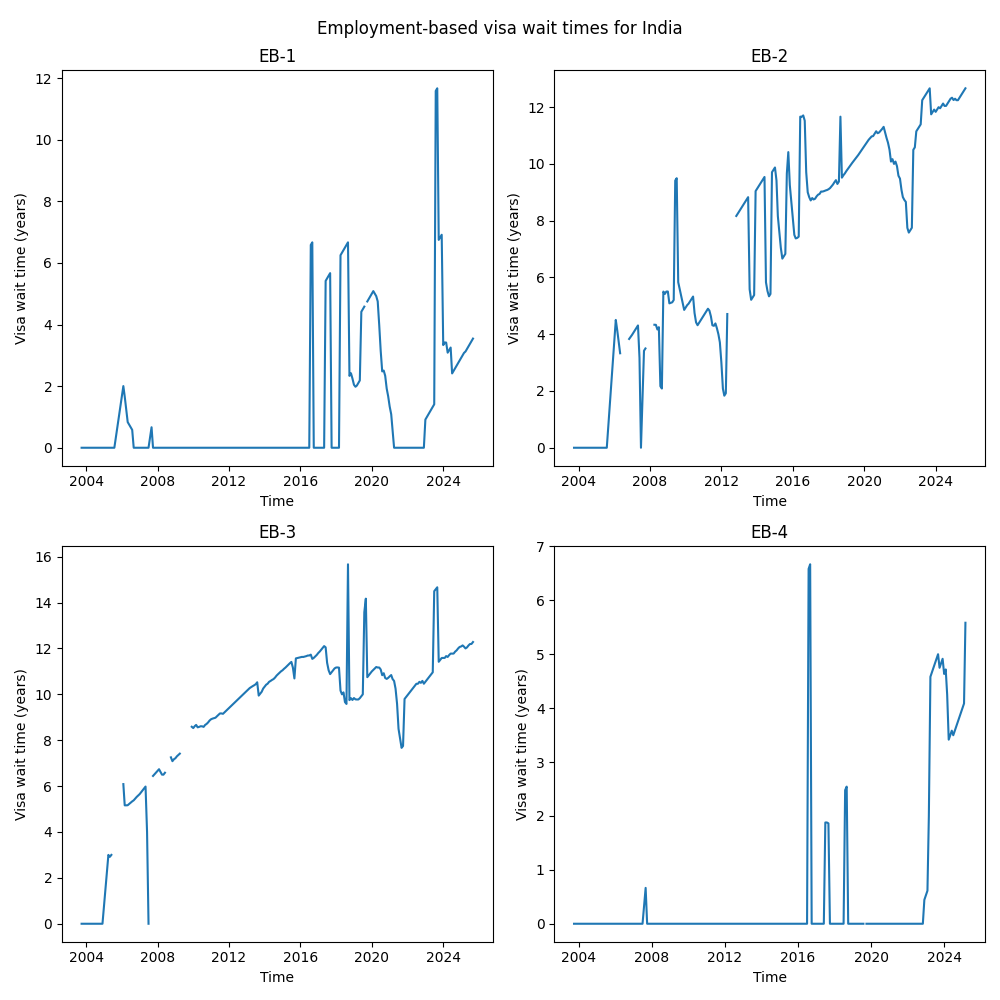 Employment-based visa wait times for India
EB-1
Visa wait time (years)
12
10
8
6
4
2
0
2004 2008 2012 2016 2020 2024
Time
EB-2
Visa wait time (years)
12
10
8
6
4
2
0
2004 2008 2012 2016 2020 2024
Time
EB-3
Visa wait time (years)
16
14
12
10
8
6
4
2
0
2004 2008 2012 2016 2020 2024
Time
EB-4
Visa wait time (years)
7
6
5
4
3
2
1
0
2004 2008 2012 2016 2020 2024
Time